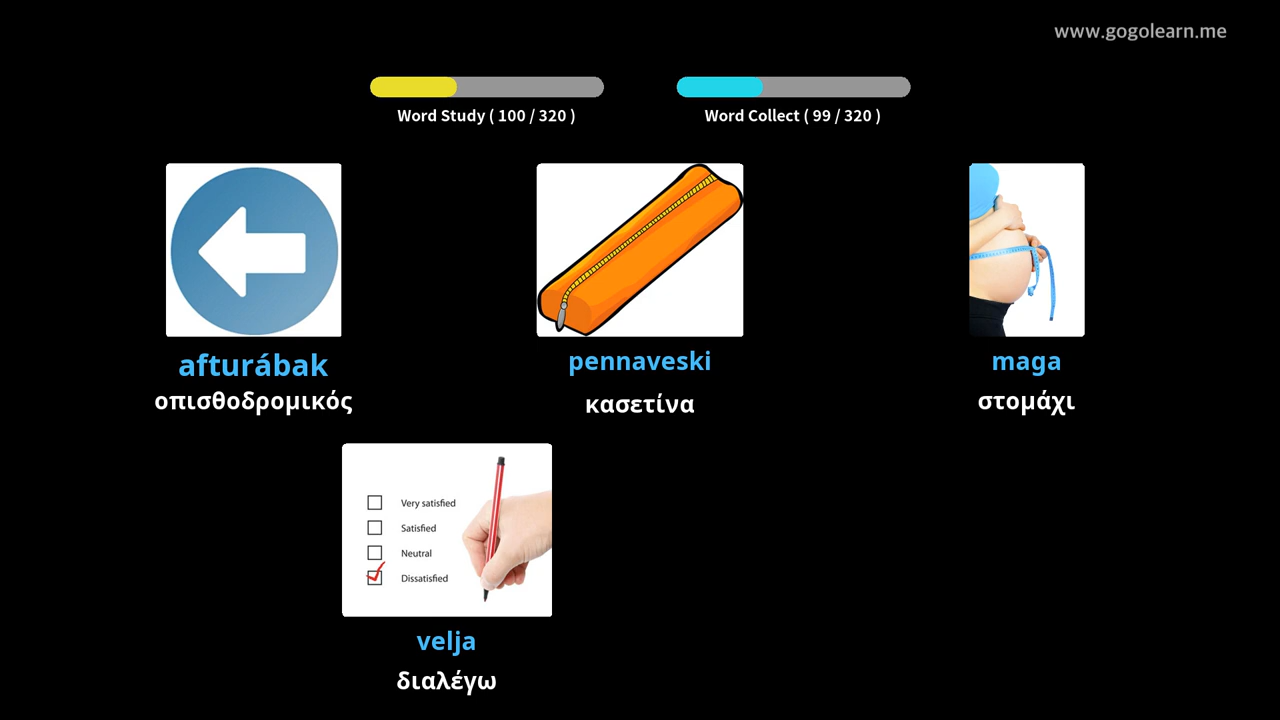 www.gogolearn.me
Word Study ( 100 / 320 )
Word Collect ( 99 / 320 )
afturábak
οπισθοδρομικός
pennaveski
κασετίνα
maga
στομάχι
Very satisfied
Satisfied
Neutral
Dissatisfied
velja
διαλέγω